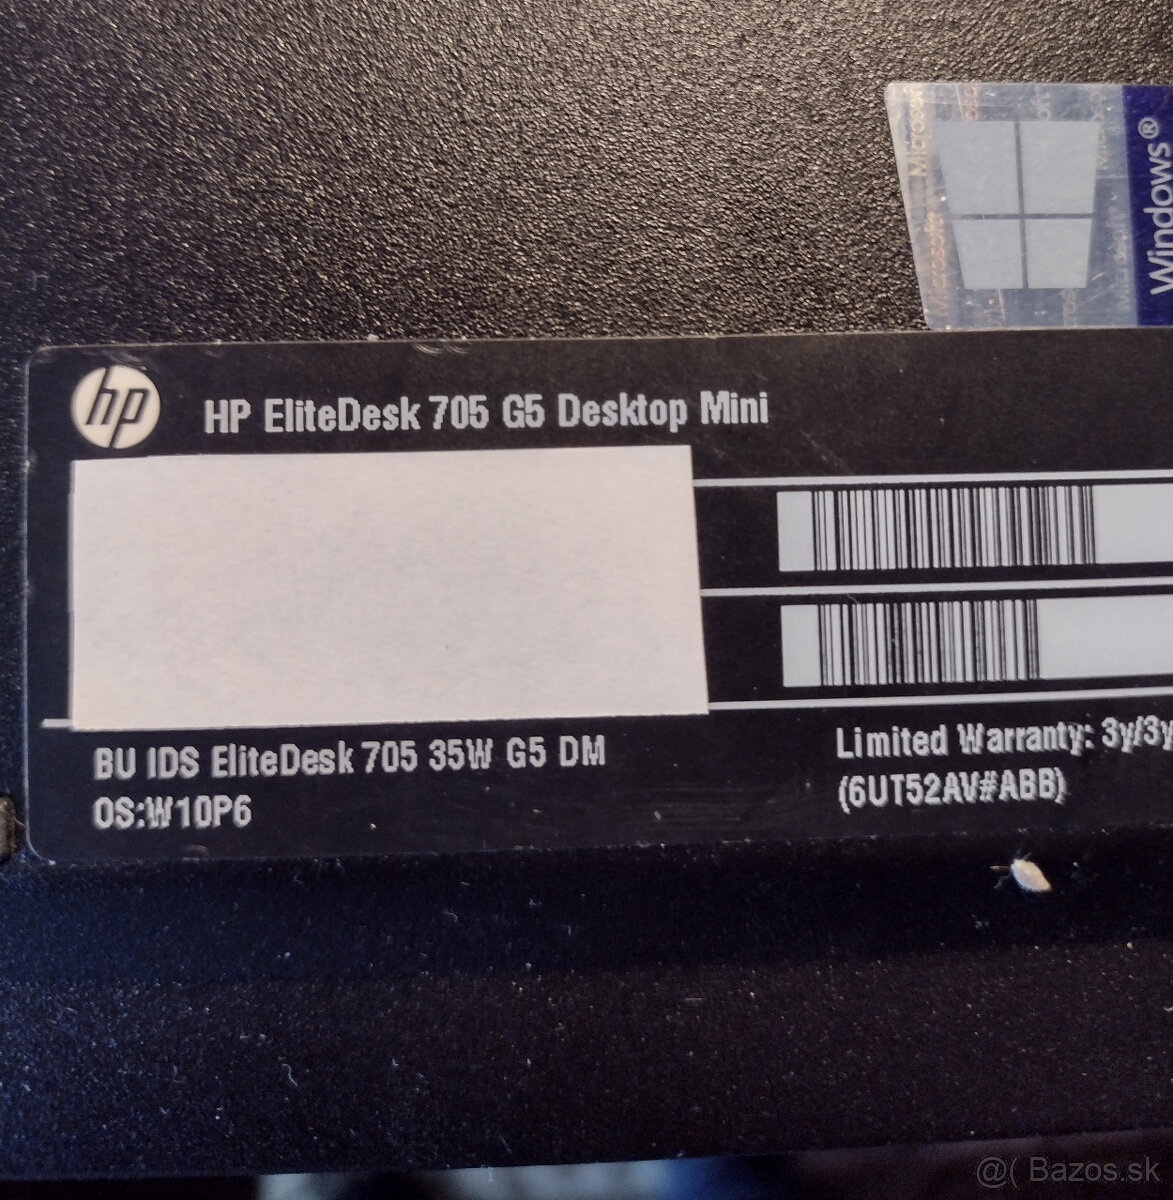 Windows®
Microsoft
hp
HP EliteDesk 705 G5 Desktop Mini
BU IDS EliteDesk 705 35W G5 DM
OS:W10P6
Limited Warranty: 3y/3y
(6UT52AV#ABB)
@( Bazos.sk